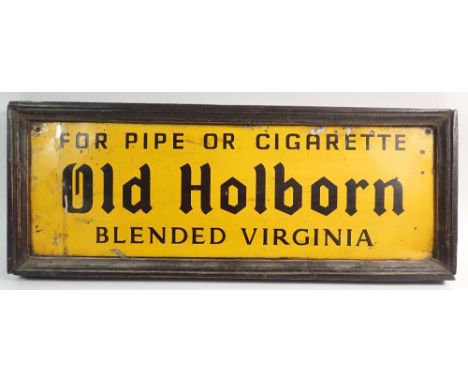 FOR PIPE OR CIGARETTE
Old Holborn
BLENDED VIRGINIA